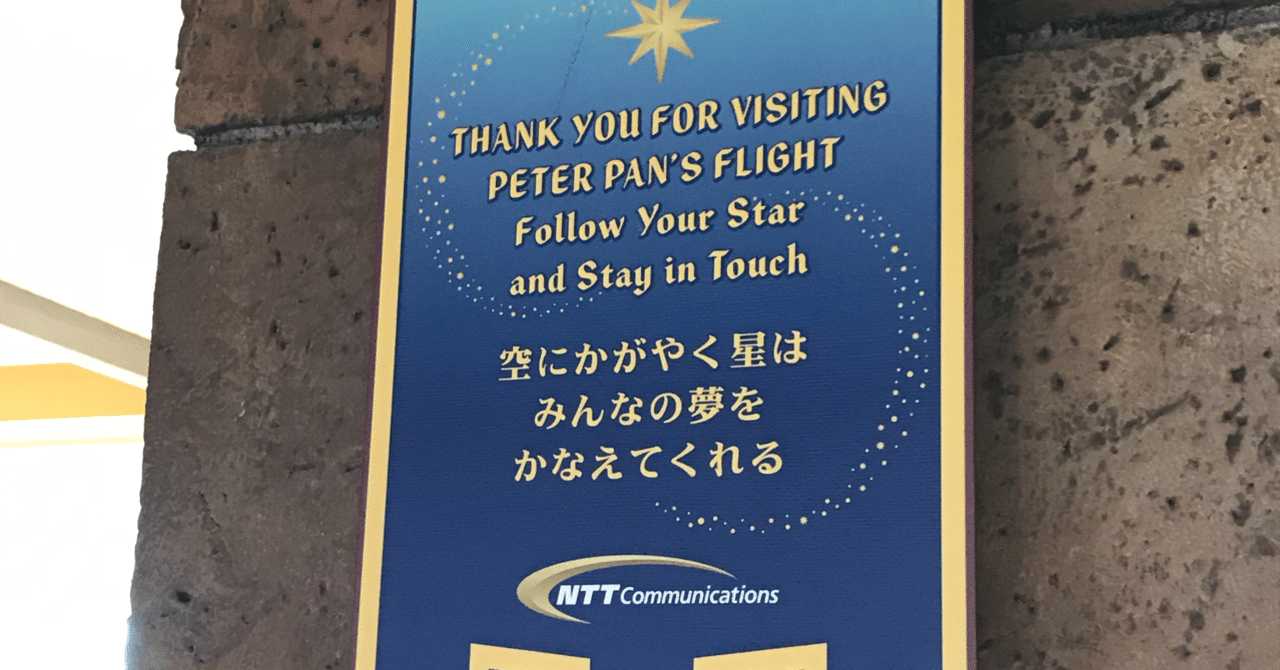 THANK YOU FOR VISITING
PETER PAN'S FLIGHT
Follow Your Star
and Stay in Touch
空にかがやく星は
みんなの夢を
かなえてくれる
NTT Communications